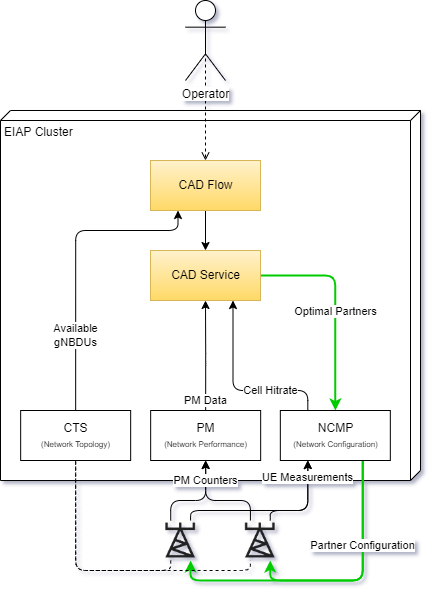 Operator
EIAP Cluster
CAD Flow
CAD Service
Optimal Partners
Available
gNBDUs
Cell Hitrate
PM Data
CTS
(Network Topology)
PM
(Network Performance)
NCMP
(Network Configuration)
PM Counters
UE Measurements
Partner Configuration